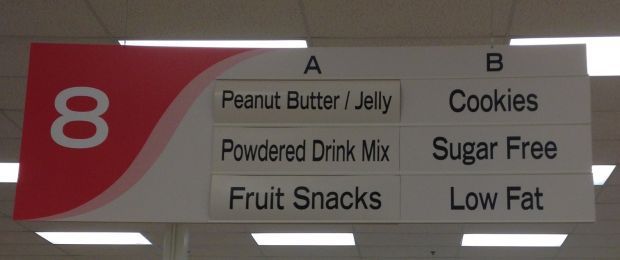 8
A B
Peanut Butter / Jelly Cookies
Powdered Drink Mix Sugar Free
Fruit Snacks Low Fat